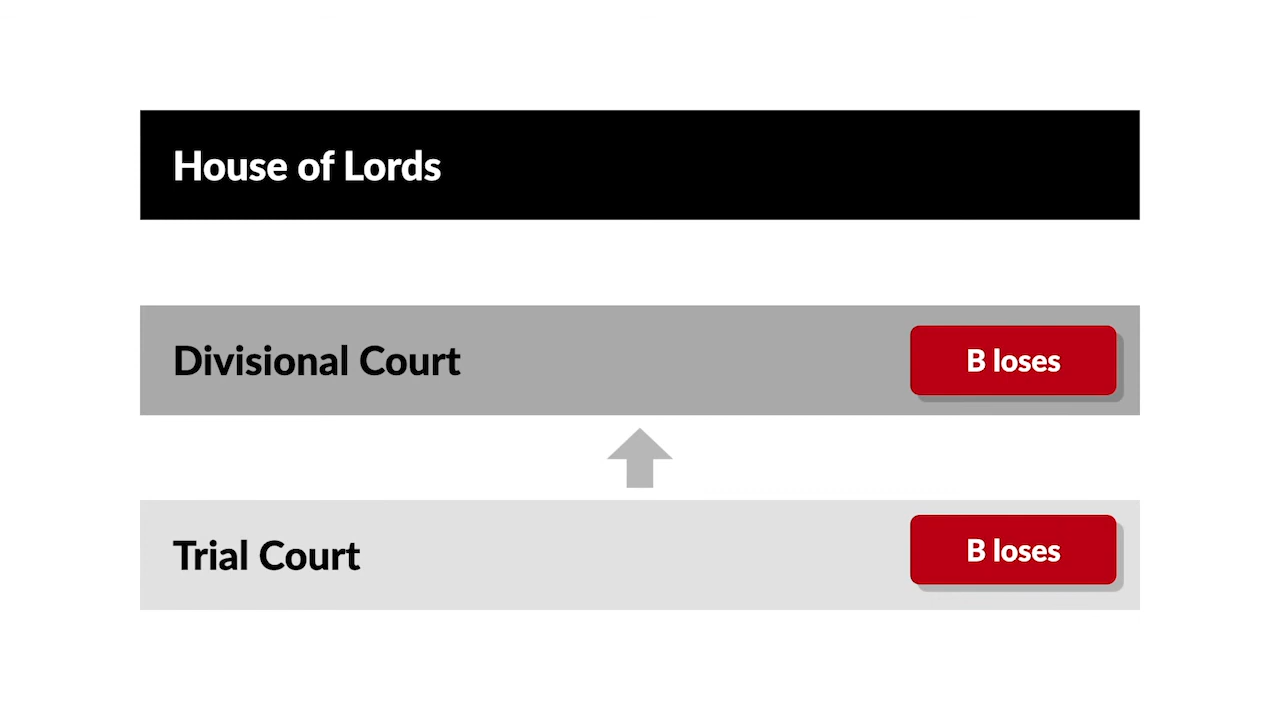 House of Lords
Divisional Court
B loses
Trial Court
B loses